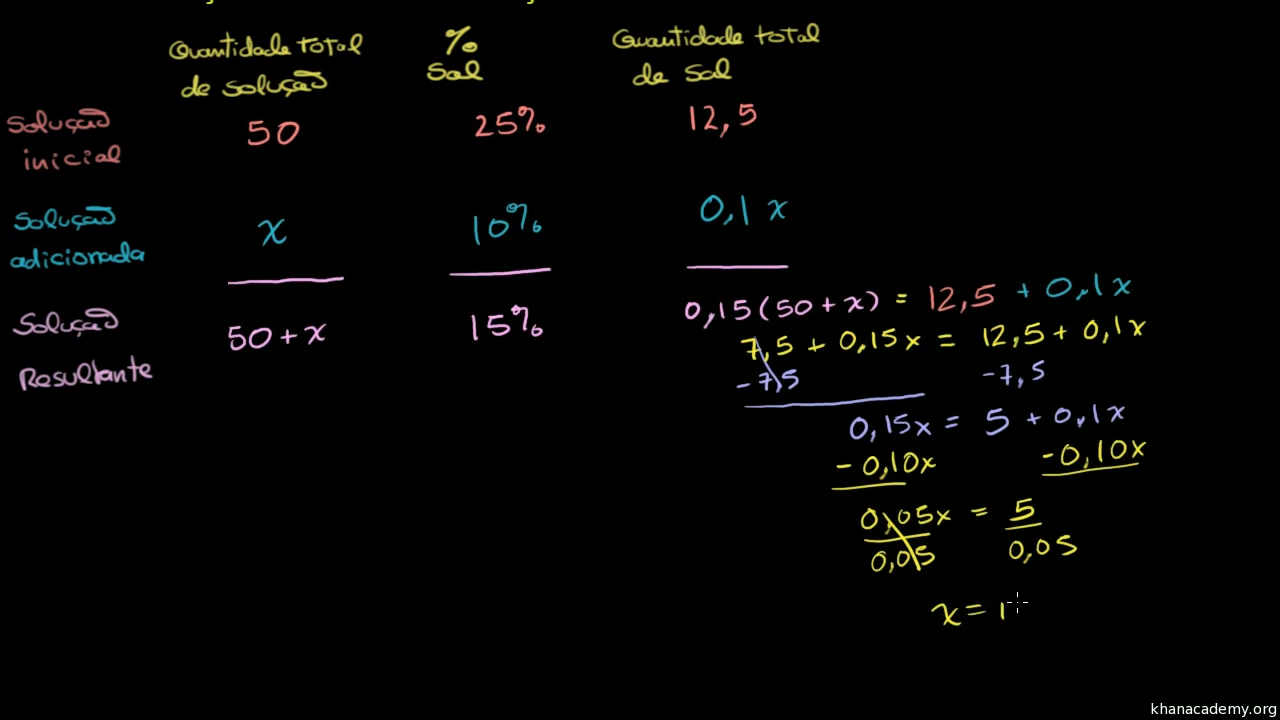 Quantidade total % Quantidade total
de solução Sal de sal
Solução 50 25% 12,5
inicial
Solução x 10% 0,1 x
adicionada
Solução 50 + x 15% 0,15(50 + x) = 12,5 + 0,1x
Resultante
7,5 + 0,15x = 12,5 + 0,1x
-7,5 -7,5
0,15x = 5 + 0,1x
- 0,10x - 0,10x
0,05x = 5
0,05 0,05
x = 1
khanacademy.org